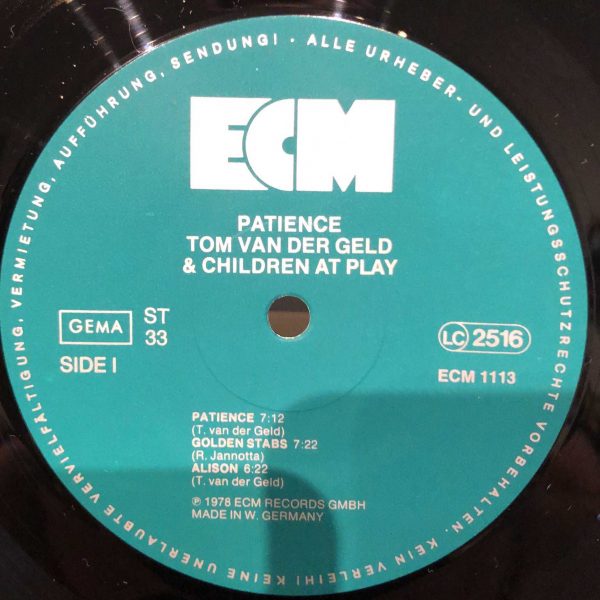 ALLE URHEBER- UND LEISTUNGSSCHUTZRECHTE VORBEHALTEN. KEIN VERLEIH! KEINE UNERLAUBTE VERVIELFÄLTIGUNG, VERMIETUNG, AUFFÜHRUNG, SENDUNG! ·
ECM
PATIENCE
TOM VAN DER GELD
& CHILDREN AT PLAY
GEMA
ST
33
SIDE I
LC 2516
ECM 1113
PATIENCE 7:12
(T. van der Geld)
GOLDEN STABS 7:22
(R. Jannotta)
ALISON 6:22
(T. van der Geld)
℗ 1978 ECM RECORDS GMBH
MADE IN W. GERMANY